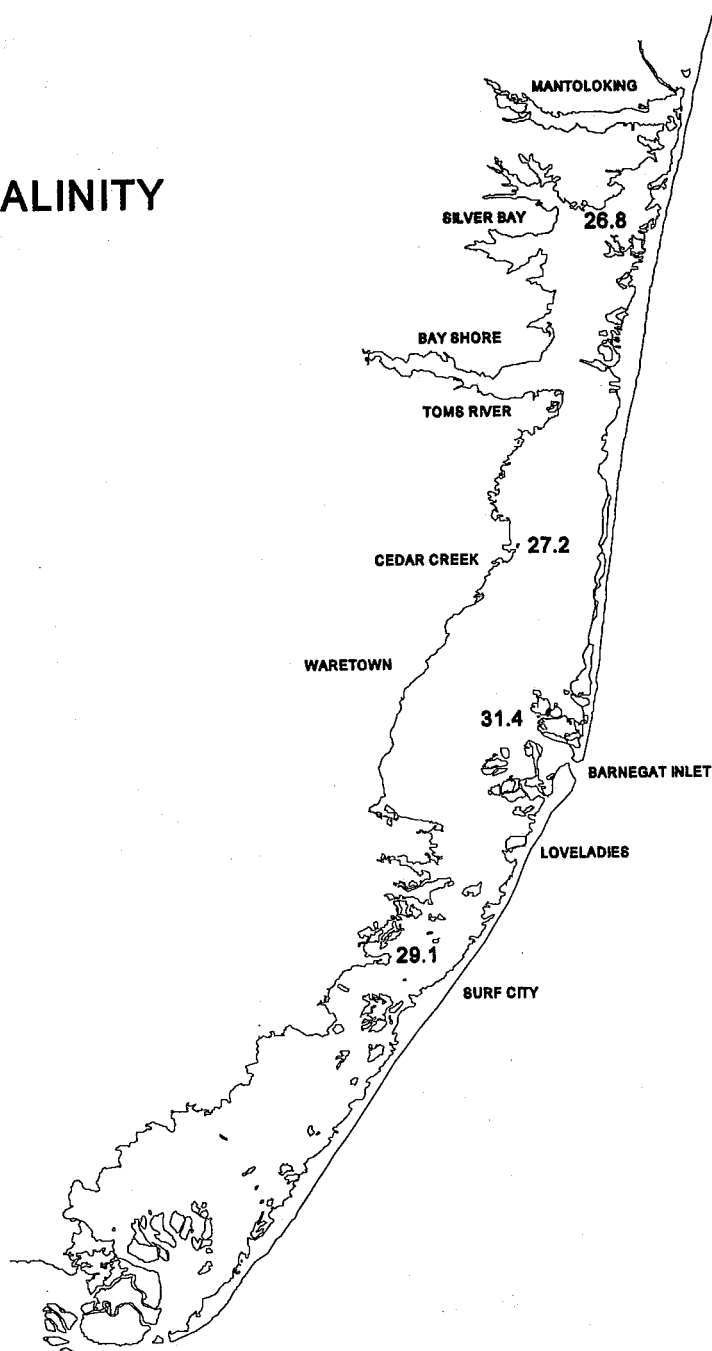 MANTOLOKING
ALINITY
SILVER BAY
26.8
BAY SHORE
TOMS RIVER
27.2
CEDAR CREEK
WARETOWN
31.4
BARNEGAT INLET
LOVELADIES
29.1
SURF CITY